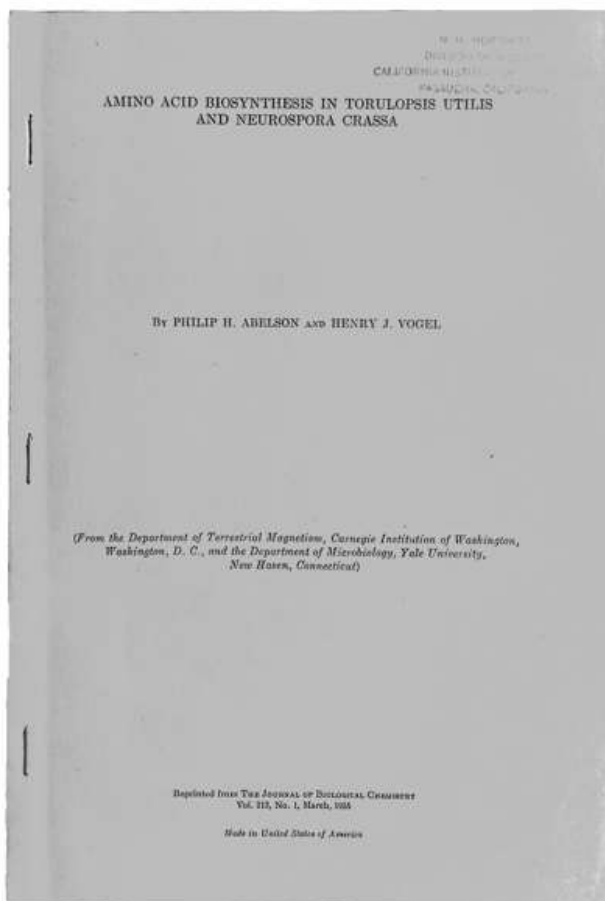 CALIFORNIA
AMINO ACID BIOSYNTHESIS IN TORULOPSIS UTILIS
AND NEUROSPORA CRASSA
By PHILIP H. ABELSON AND HENRY J. VOGEL
(From the Department of Terrestrial Magnetism, Carnegie Institution of Washington,
Washington, D. C., and the Department of Microbiology, Yale University,
New Haven, Connecticut)
Reprinted from THE JOURNAL OF BIOLOGICAL CHEMISTRY
Vol. 213, No. 1, March, 1955
Made in United States of America